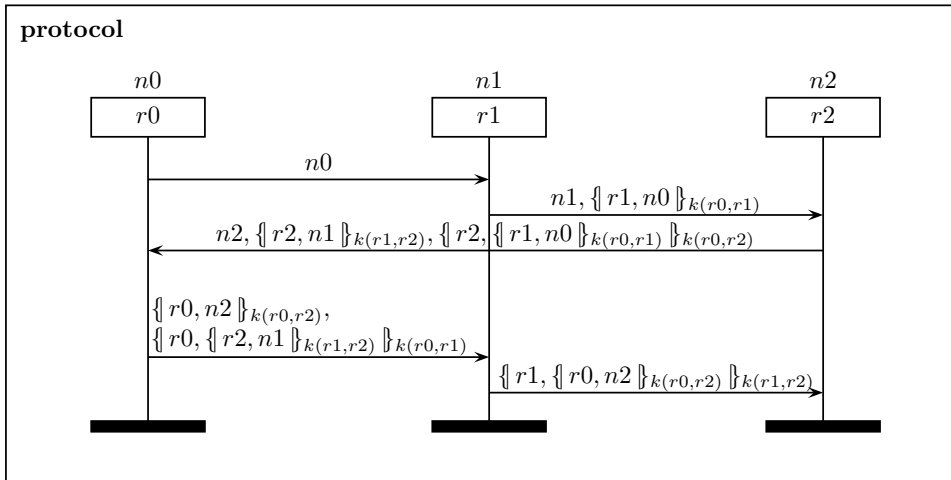 protocol
n0 n1 n2
r0 r1 r2
n0
n1, {| r1, n0 |}k(r0,r1)
n2, {| r2, n1 |}k(r1,r2), {| r2, {| r1, n0 |}k(r0,r1) |}k(r0,r2)
{| r0, n2 |}k(r0,r2),
{| r0, {| r2, n1 |}k(r1,r2) |}k(r0,r1)
{| r1, {| r0, n2 |}k(r0,r2) |}k(r1,r2)